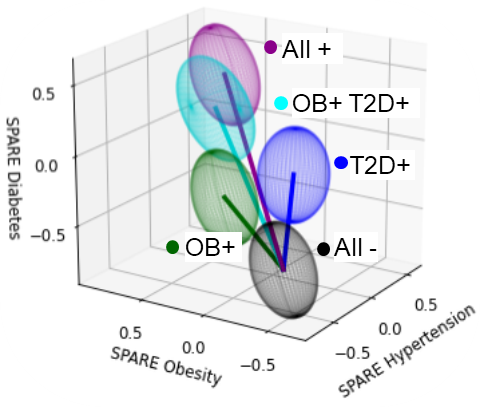 All +
OB+ T2D+
T2D+
OB+
All -
SPARE Diabetes
0.5
0.0
−0.5
SPARE Obesity
0.5
0.0
−0.5
SPARE Hypertension
−0.5
0.0
0.5